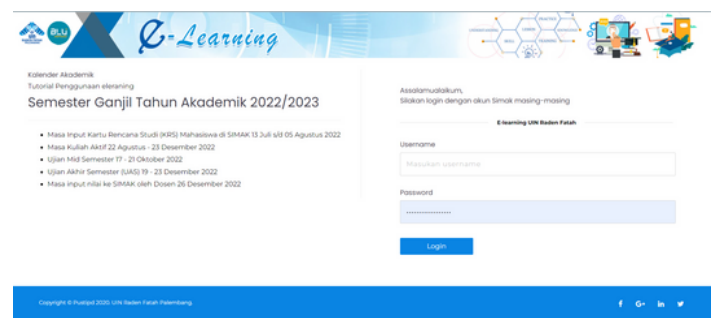 BLU
e-Learning
Kalender Akademik
Tutorial Penggunaan eleraning
Semester Ganjil Tahun Akademik 2022/2023
Masa Input Kartu Rencana Studi (KRS) Mahasiswa di SIMAK 13 Juli s/d 05 Agustus 2022
Masa Kuliah Aktif 22 Agustus - 23 Desember 2022
Ujian Mid Semester 17 - 21 Oktober 2022
Ujian Akhir Semester (UAS) 19 - 23 Desember 2022
Masa input nilai ke SIMAK oleh Dosen 26 Desember 2022
Assalamualaikum,
Silakan login dengan akun Simak masing-masing
E-learning UIN Raden Fatah
Username
Masukan username
Password
Login
Copyright © Pustipd 2020. UIN Raden Fatah Palembang